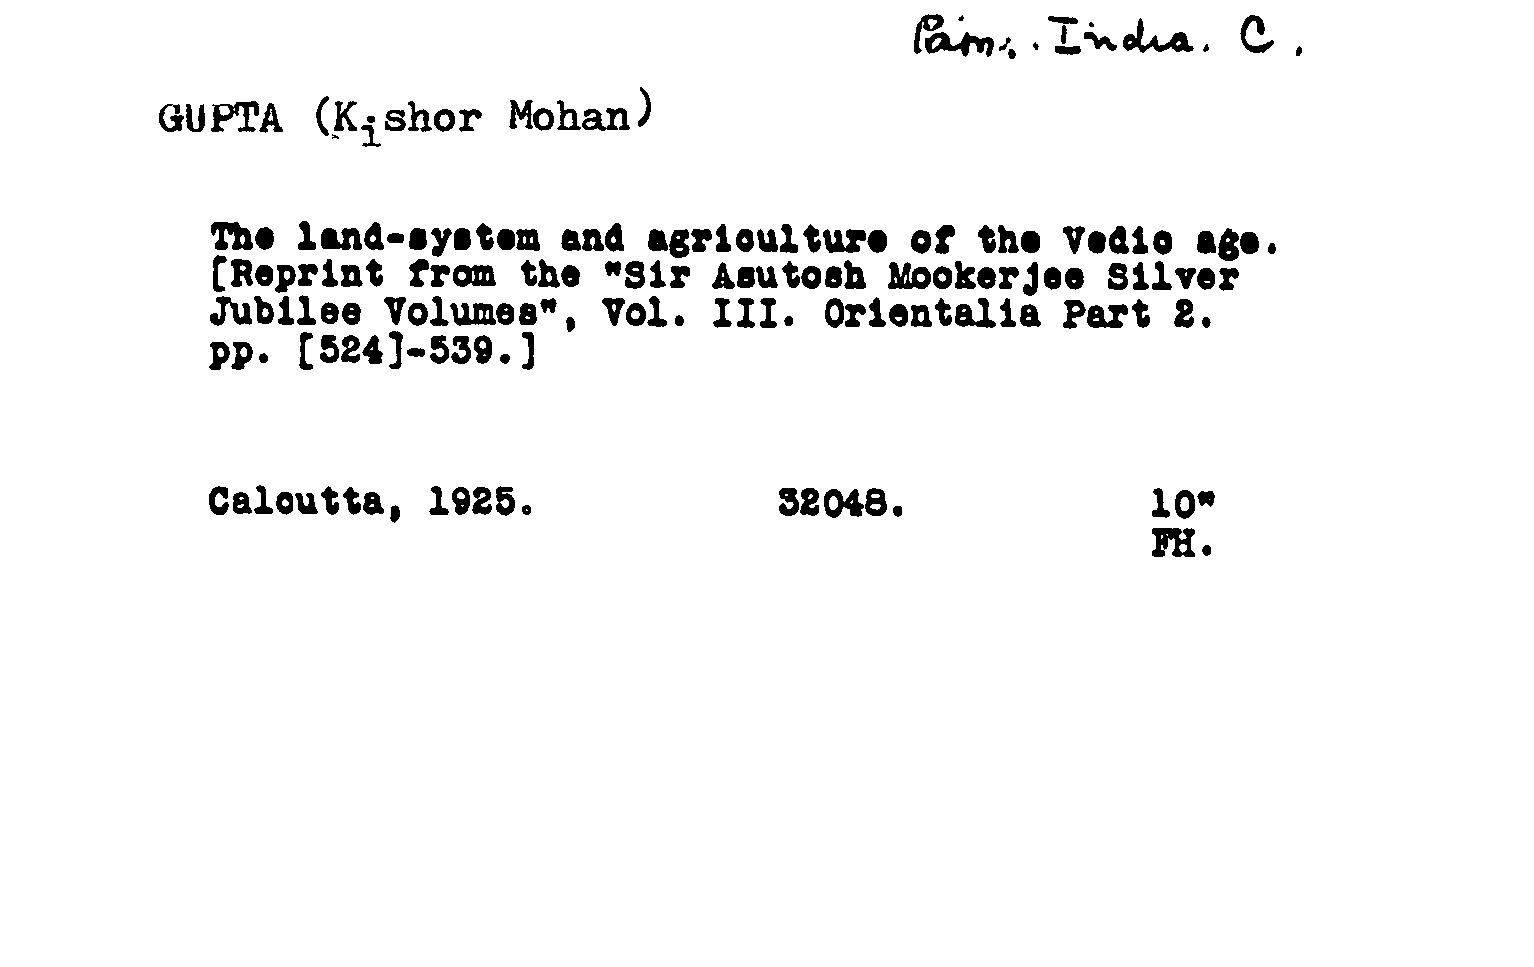 Pam. India. C.
GUPTA (Kishor Mohan)
The land-system and agriculture of the Vedic age.
[Reprint from the "Sir Asutosh Mookerjee Silver
Jubilee Volumes", Vol. III. Orientalia Part 2.
pp. [524]-539.]
Calcutta, 1925. 32048. 10"
FH.